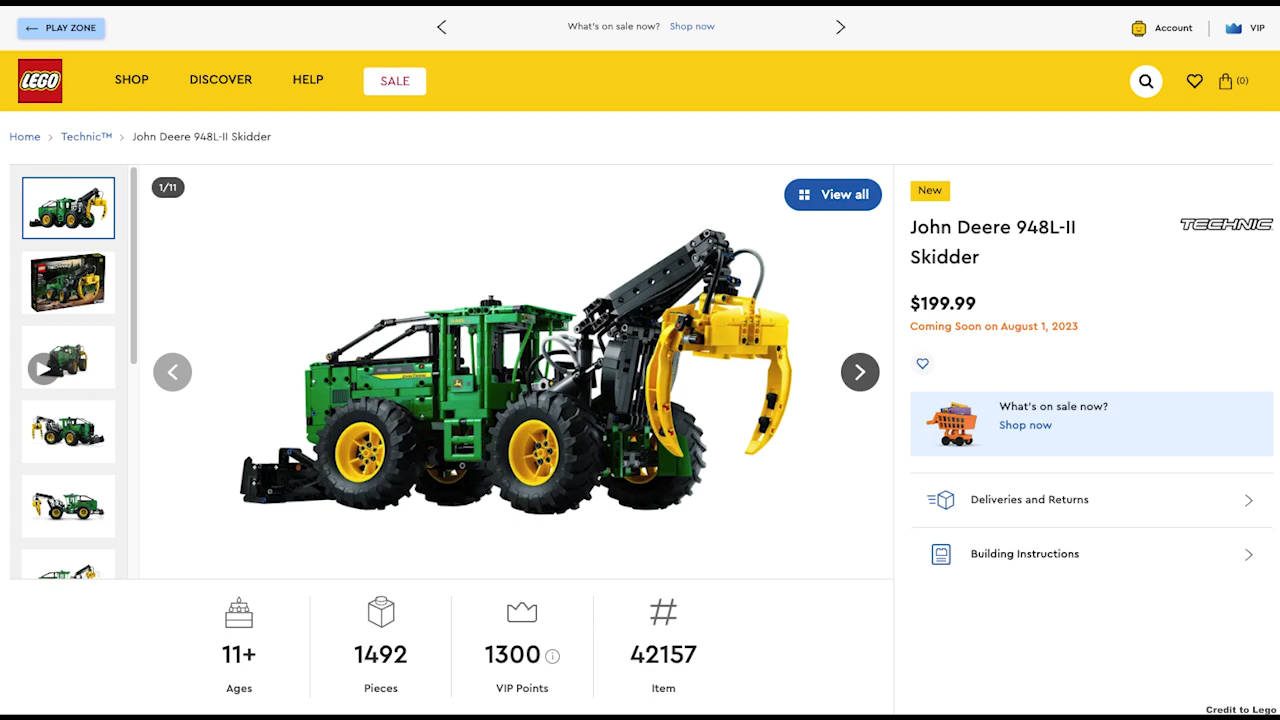 ← PLAY ZONE
What's on sale now? Shop now
Account
VIP
LEGO
SHOP
DISCOVER
HELP
SALE
(0)
Home > Technic™ > John Deere 948L-II Skidder
1/11
View all
New
John Deere 948L-II
Skidder
TECHNIC
$199.99
Coming Soon on August 1, 2023
What's on sale now?
Shop now
Deliveries and Returns
Building Instructions
11+
Ages
1492
Pieces
1300
VIP Points
#
42157
Item
Credit to Lego